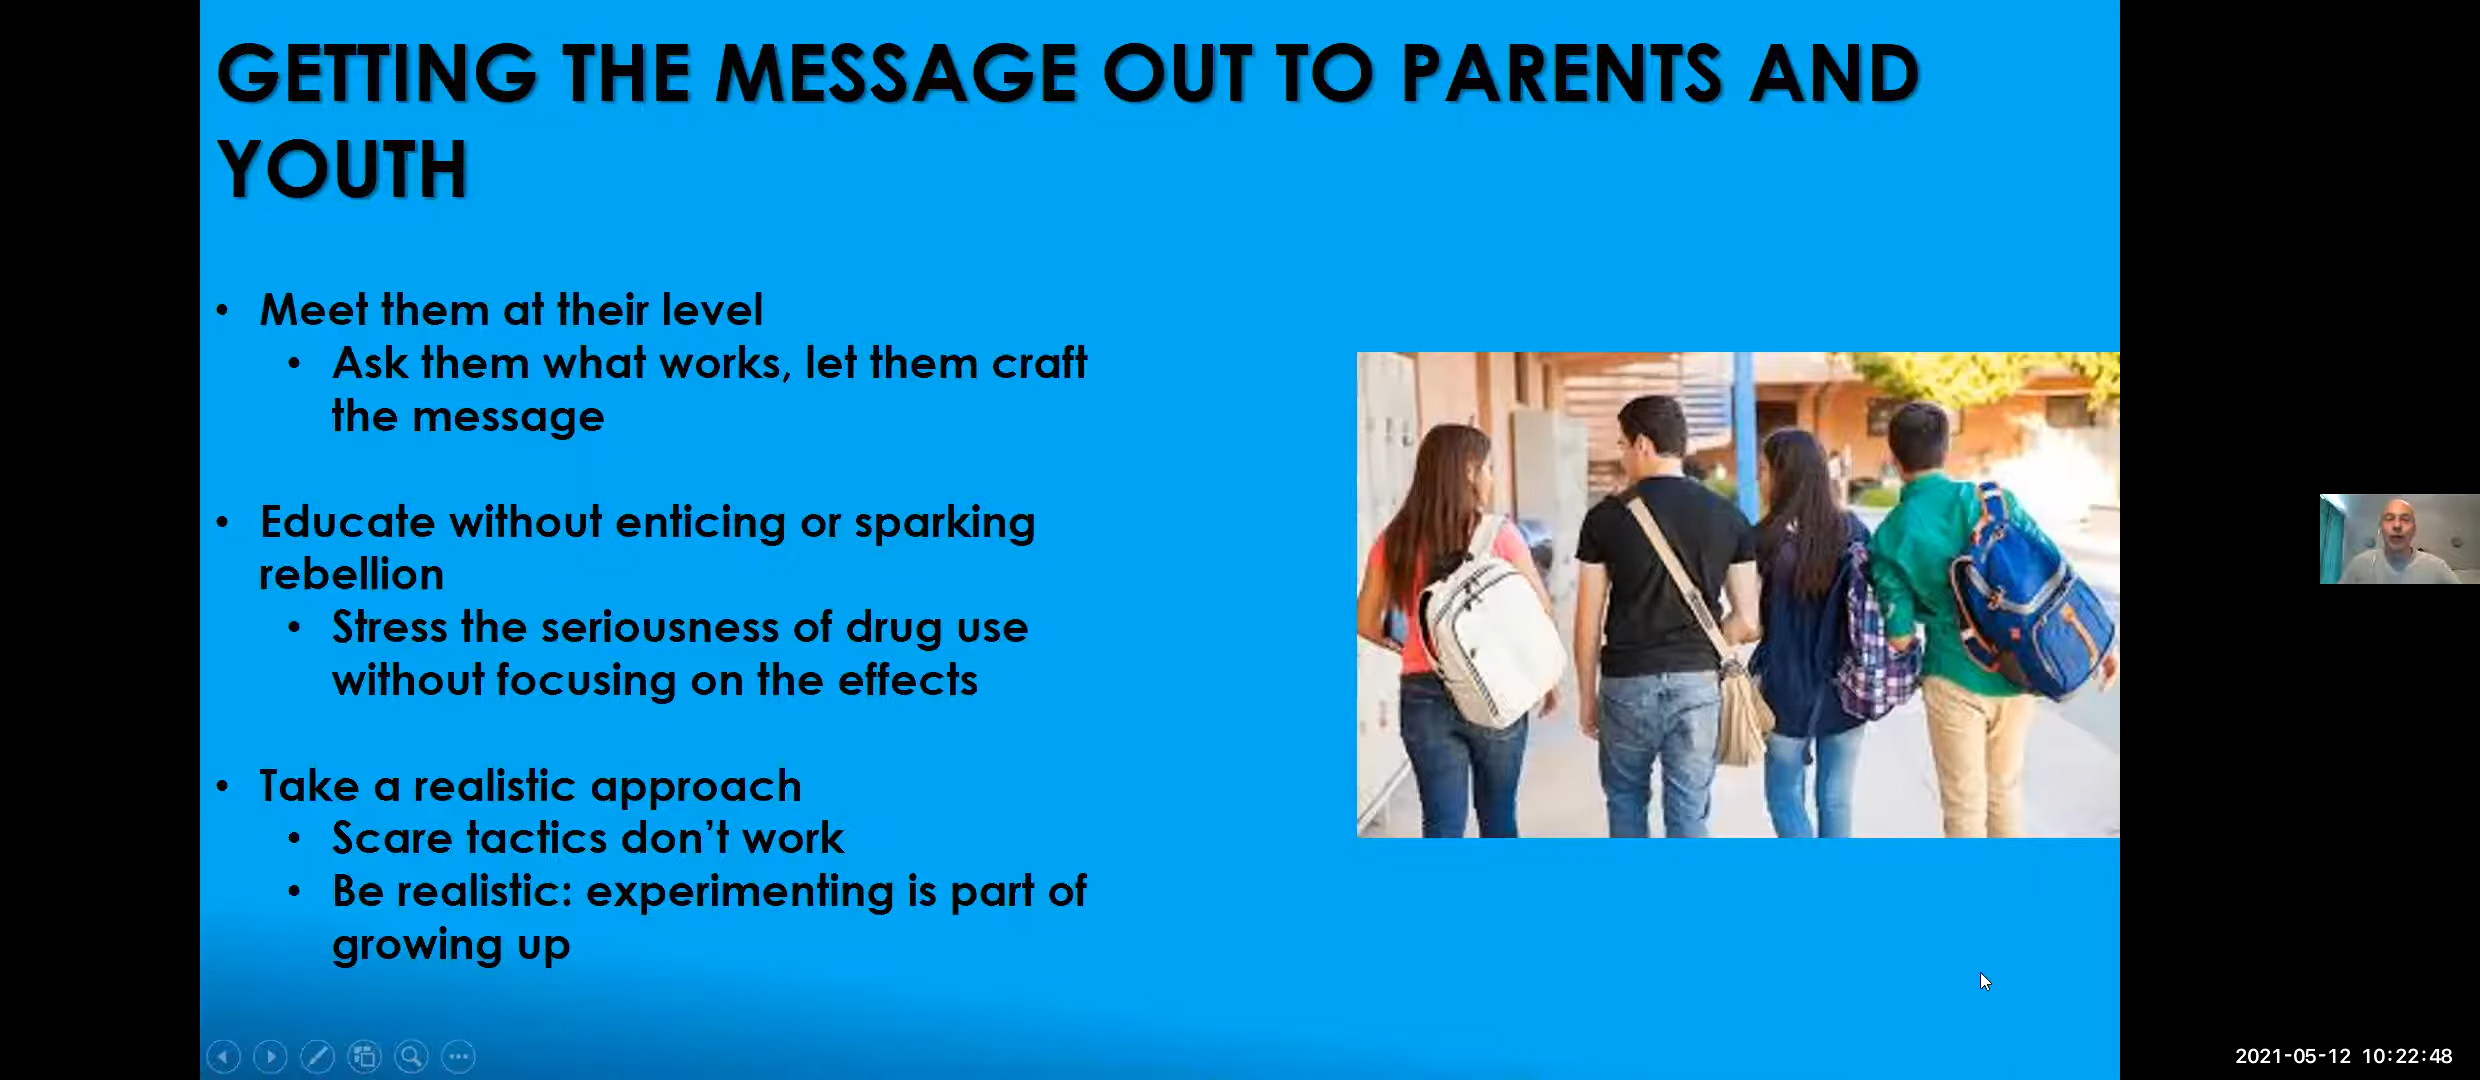 GETTING THE MESSAGE OUT TO PARENTS AND
YOUTH
• Meet them at their level
• Ask them what works, let them craft
the message
• Educate without enticing or sparking
rebellion
• Stress the seriousness of drug use
without focusing on the effects
• Take a realistic approach
• Scare tactics don’t work
• Be realistic: experimenting is part of
growing up
2021-05-12 10:22:48